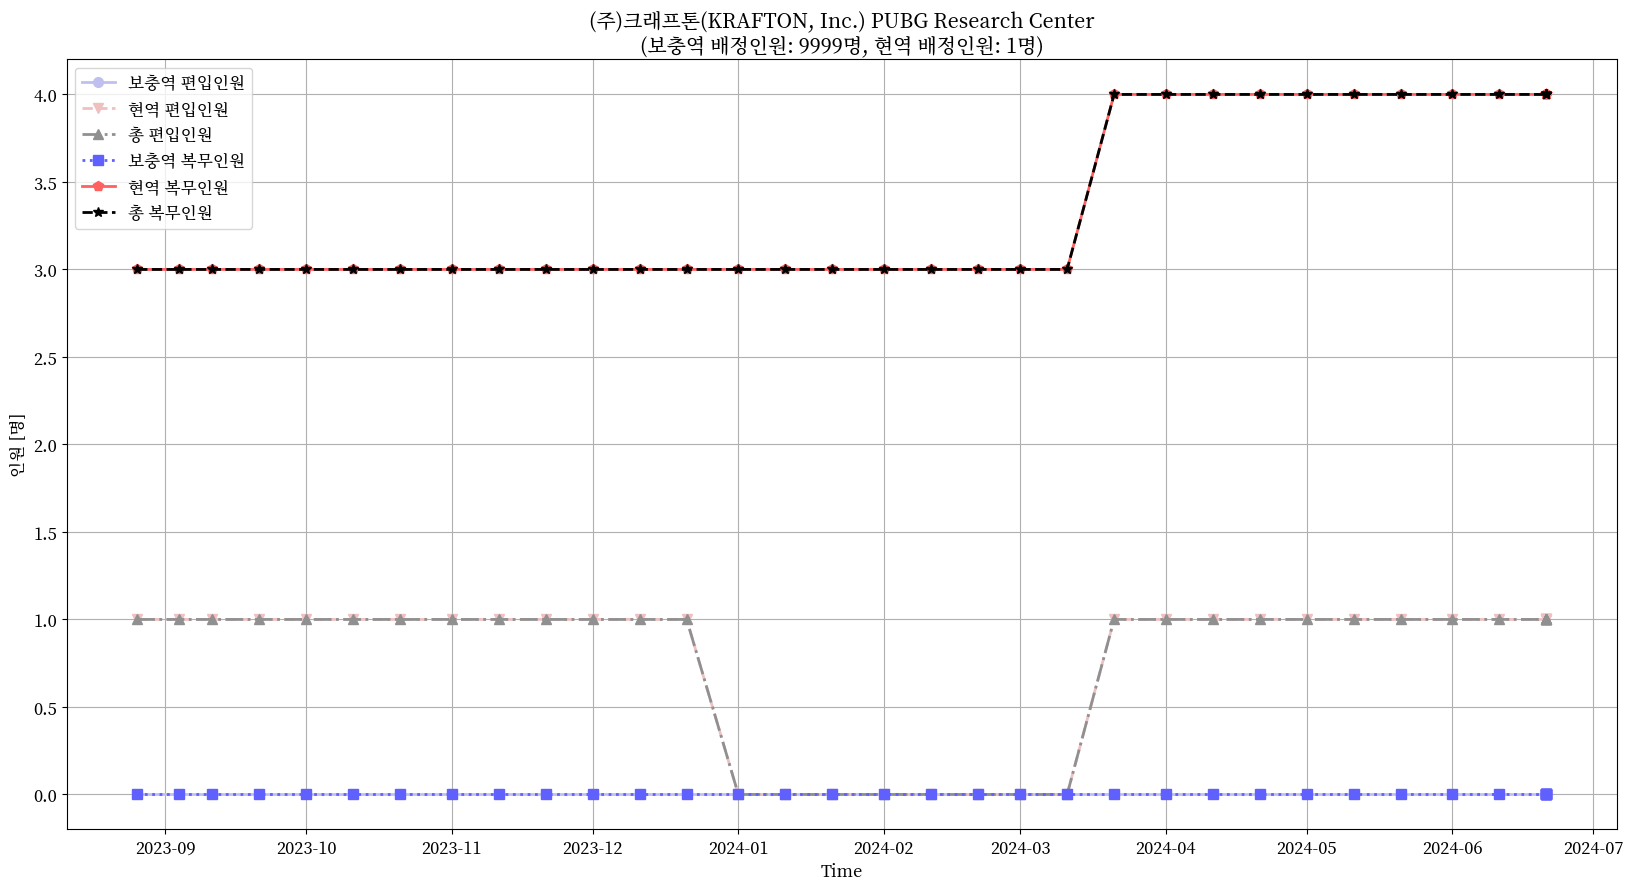 (주)크래프톤(KRAFTON, Inc.) PUBG Research Center
(보충역 배정인원: 9999명, 현역 배정인원: 1명)
보충역 편입인원
현역 편입인원
총 편입인원
보충역 복무인원
현역 복무인원
총 복무인원
인원 [명]
4.0
3.5
3.0
2.5
2.0
1.5
1.0
0.5
0.0
2023-09 2023-10 2023-11 2023-12 2024-01 2024-02 2024-03 2024-04 2024-05 2024-06 2024-07
Time